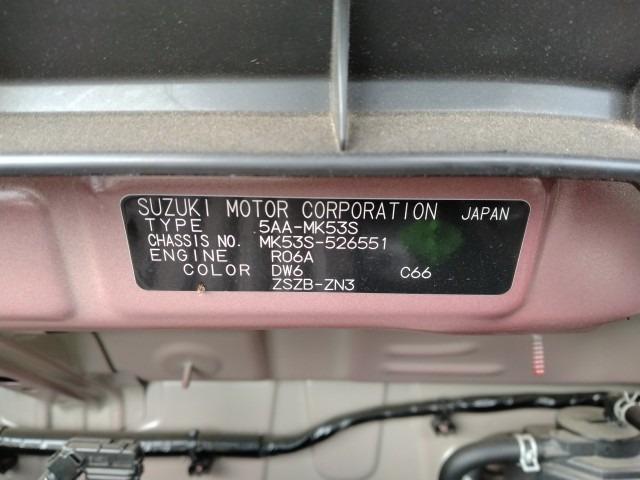 SUZUKI MOTOR CORPORATION JAPAN
TYPE 5AA-MK53S
CHASSIS NO. MK53S-526551
ENGINE R06A
COLOR DW6 C66
ZSZB-ZN3